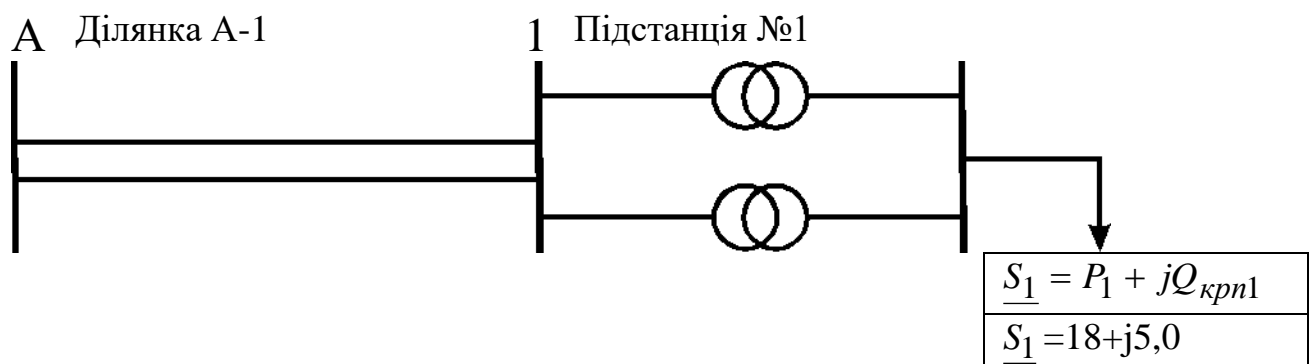 А Ділянка А-1 1 Підстанція №1
S1 = P1 + jQкрп1
S1 =18+j5,0